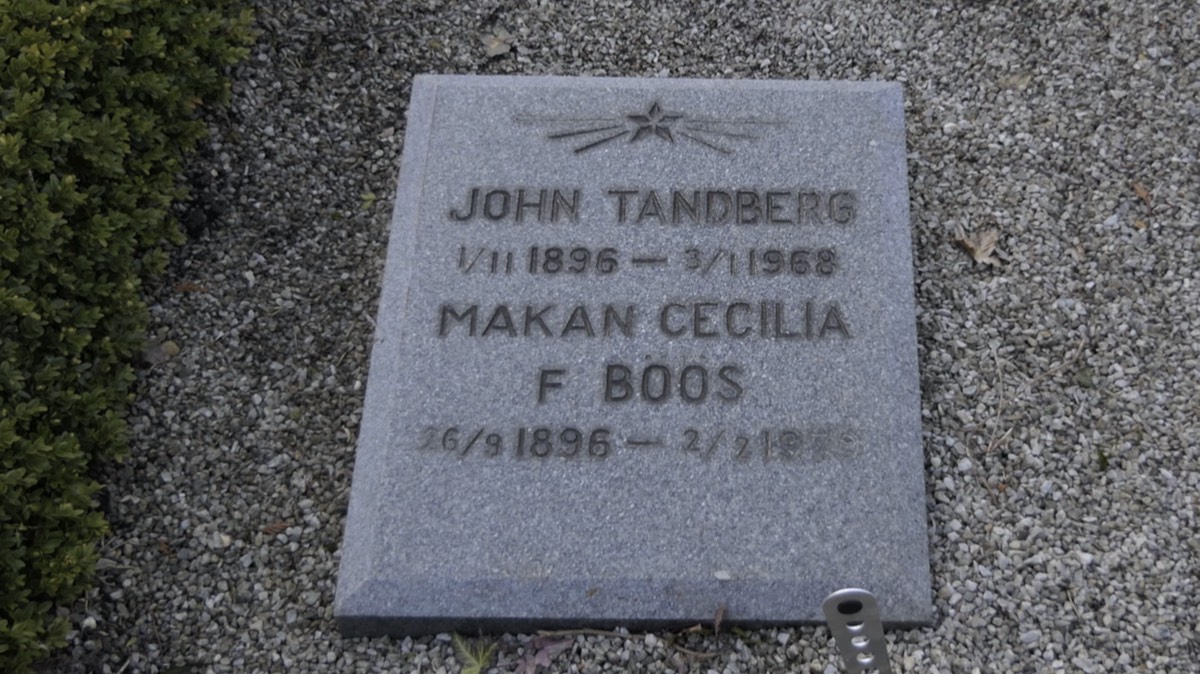 JOHN TANDBERG
1/11 1896 — 3/1 1968
MAKAN CECILIA
F BOOS
26/9 1896 — 2/2